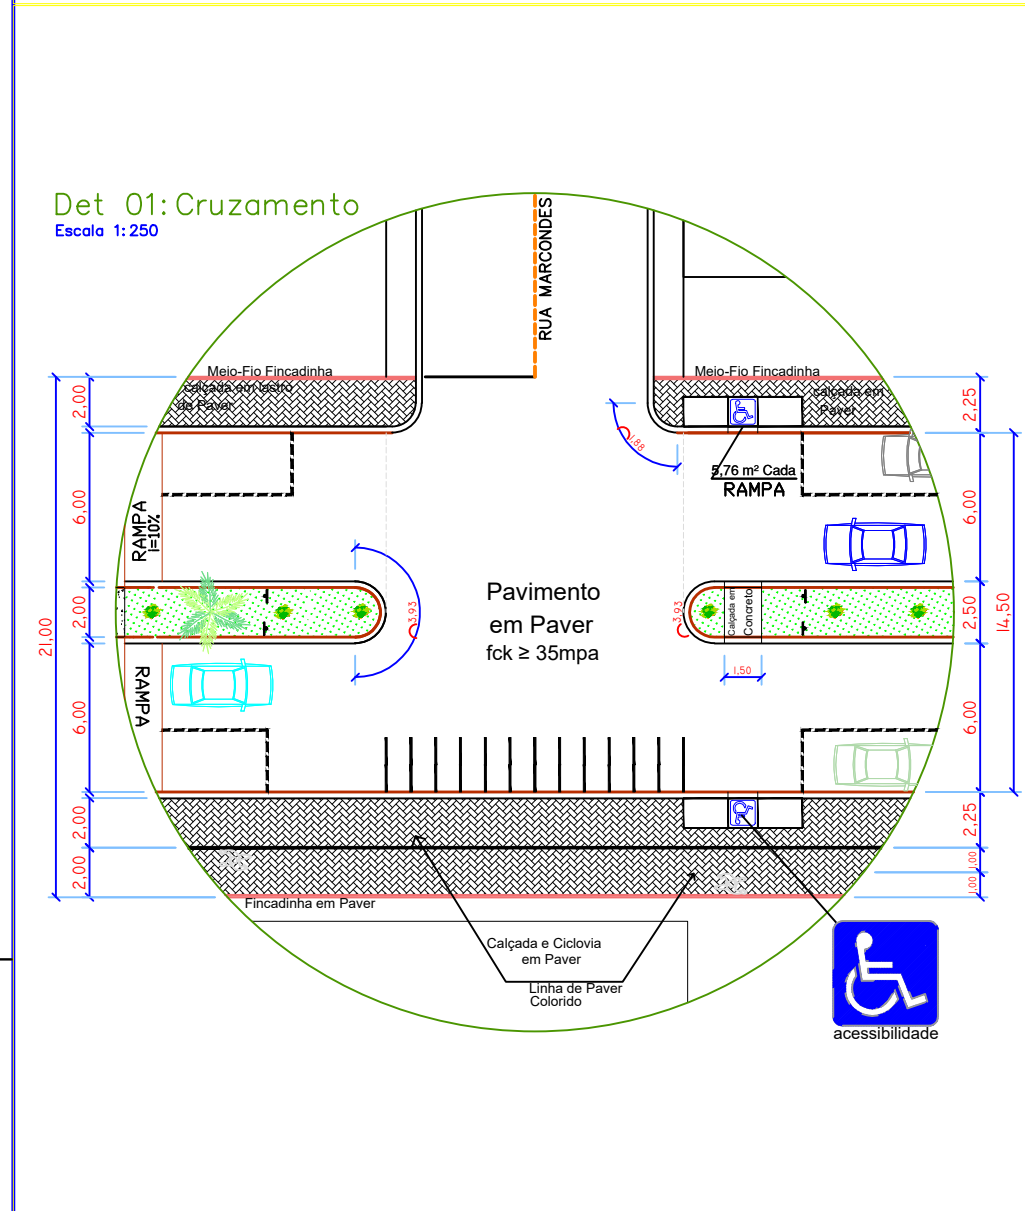 Det 01: Cruzamento
Escala 1:250
RUA MARCONDES
Meio-Fio Fincadinha
calçada em lastro
de Paver
Meio-Fio Fincadinha
calçada em
Paver
2,00
6,00
2,00
6,00
2,00
2,00
21,00
2,25
6,00
2,50
6,00
2,25
1,00
1,00
14,50
1,88
5,76 m² Cada
RAMPA
RAMPA
i=10%
RAMPA
3,93
3,93
Calçada em
Concreto
1,50
Pavimento
em Paver
fck ≥ 35mpa
Fincadinha em Paver
Calçada e Ciclovia
em Paver
Linha de Paver
Colorido
acessibilidade